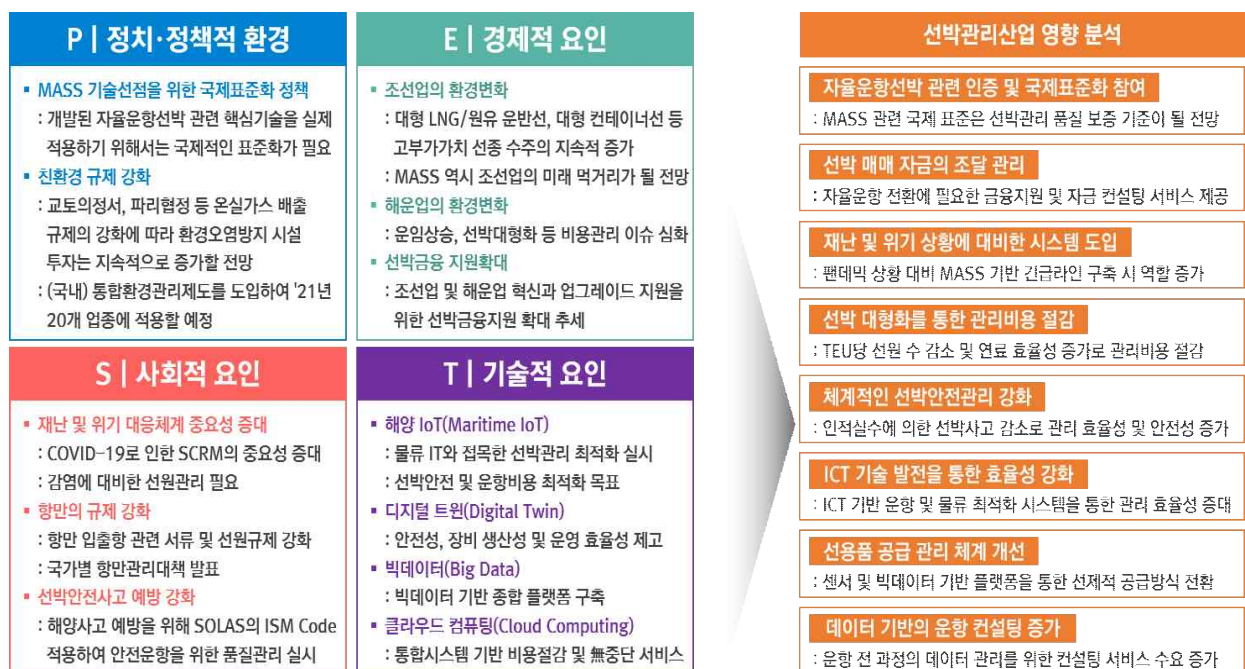 P | 정치·정책적 환경
▪ MASS 기술선점을 위한 국제표준화 정책
: 개발된 자율운항선박 관련 핵심기술을 실제
적용하기 위해서는 국제적인 표준화가 필요
▪ 친환경 규제 강화
: 교토의정서, 파리협정 등 온실가스 배출
규제의 강화에 따라 환경오염방지 시설
투자는 지속적으로 증가할 전망
: (국내) 통합환경관리제도를 도입하여 '21년
20개 업종에 적용할 예정
E | 경제적 요인
▪ 조선업의 환경변화
: 대형 LNG/원유 운반선, 대형 컨테이너선 등
고부가가치 선종 수주의 지속적 증가
: MASS 역시 조선업의 미래 먹거리가 될 전망
▪ 해운업의 환경변화
: 운임상승, 선박대형화 등 비용관리 이슈 심화
▪ 선박금융 지원확대
: 조선업 및 해운업 혁신과 업그레이드 지원을
위한 선박금융지원 확대 추세
S | 사회적 요인
▪ 재난 및 위기 대응체계 중요성 증대
: COVID-19로 인한 SCRM의 중요성 증대
: 감염에 대비한 선원관리 필요
▪ 항만의 규제 강화
: 항만 입출항 관련 서류 및 선원규제 강화
: 국가별 항만관리대책 발표
▪ 선박안전사고 예방 강화
: 해양사고 예방을 위해 SOLAS의 ISM Code
적용하여 안전운항을 위한 품질관리 실시
T | 기술적 요인
▪ 해양 IoT(Maritime IoT)
: 물류 IT와 접목한 선박관리 최적화 실시
: 선박안전 및 운항비용 최적화 목표
▪ 디지털 트윈(Digital Twin)
: 안전성, 장비 생산성 및 운영 효율성 제고
▪ 빅데이터(Big Data)
: 빅데이터 기반 종합 플랫폼 구축
▪ 클라우드 컴퓨팅(Cloud Computing)
: 통합시스템 기반 비용절감 및 無중단 서비스
선박관리산업 영향 분석
자율운항선박 관련 인증 및 국제표준화 참여
: MASS 관련 국제 표준은 선박관리 품질 보증 기준이 될 전망
선박 매매 자금의 조달 관리
: 자율운항 전환에 필요한 금융지원 및 자금 컨설팅 서비스 제공
재난 및 위기 상황에 대비한 시스템 도입
: 팬데믹 상황 대비 MASS 기반 긴급라인 구축 시 역할 증가
선박 대형화를 통한 관리비용 절감
: TEU당 선원 수 감소 및 연료 효율성 증가로 관리비용 절감
체계적인 선박안전관리 강화
: 인적실수에 의한 선박사고 감소로 관리 효율성 및 안전성 증가
ICT 기술 발전을 통한 효율성 강화
: ICT 기반 운항 및 물류 최적화 시스템을 통한 관리 효율성 증대
선용품 공급 관리 체계 개선
: 센서 및 빅데이터 기반 플랫폼을 통한 선제적 공급방식 전환
데이터 기반의 운항 컨설팅 증가
: 운항 전 과정의 데이터 관리를 위한 컨설팅 서비스 수요 증가